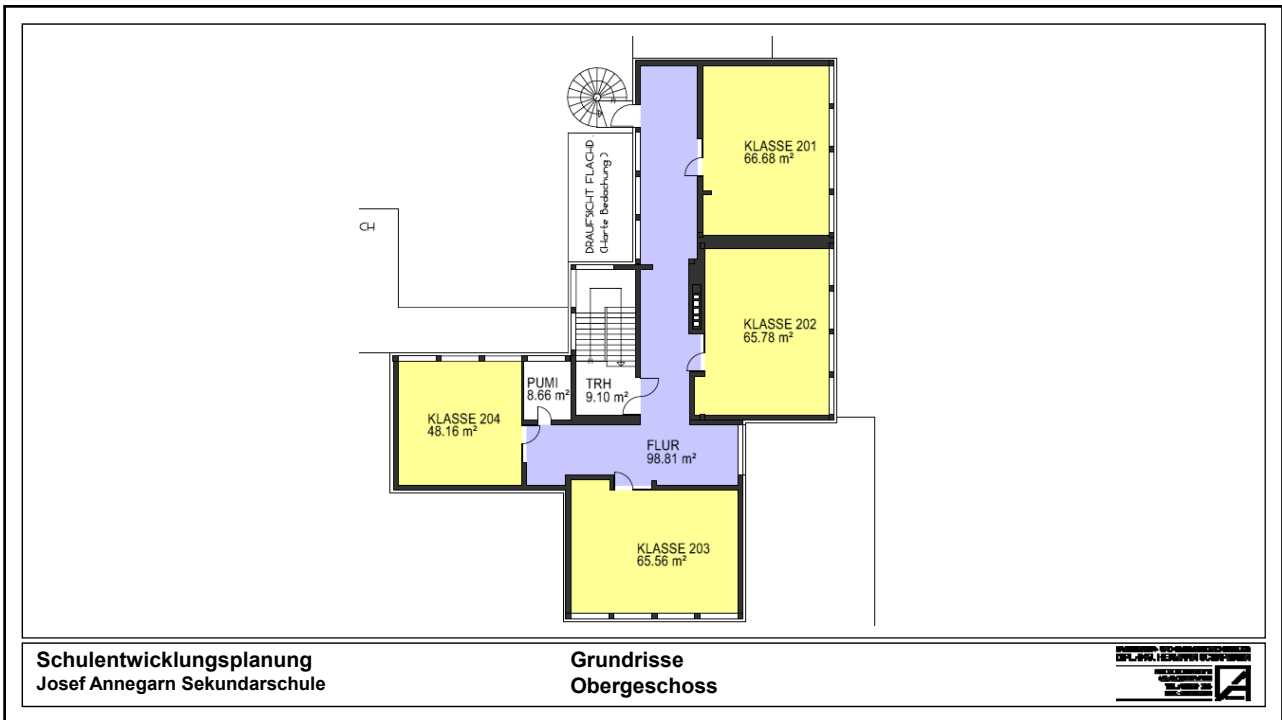 KLASSE 201
66.68 m²
DRAUFSICHT FLACHD.
(Harte Bedachung)
CH
KLASSE 202
65.78 m²
PUMI
8.66 m²
TRH
9.10 m²
KLASSE 204
48.16 m²
FLUR
98.81 m²
KLASSE 203
65.56 m²
Schulentwicklungsplanung
Josef Annegarn Sekundarschule
Grundrisse
Obergeschoss